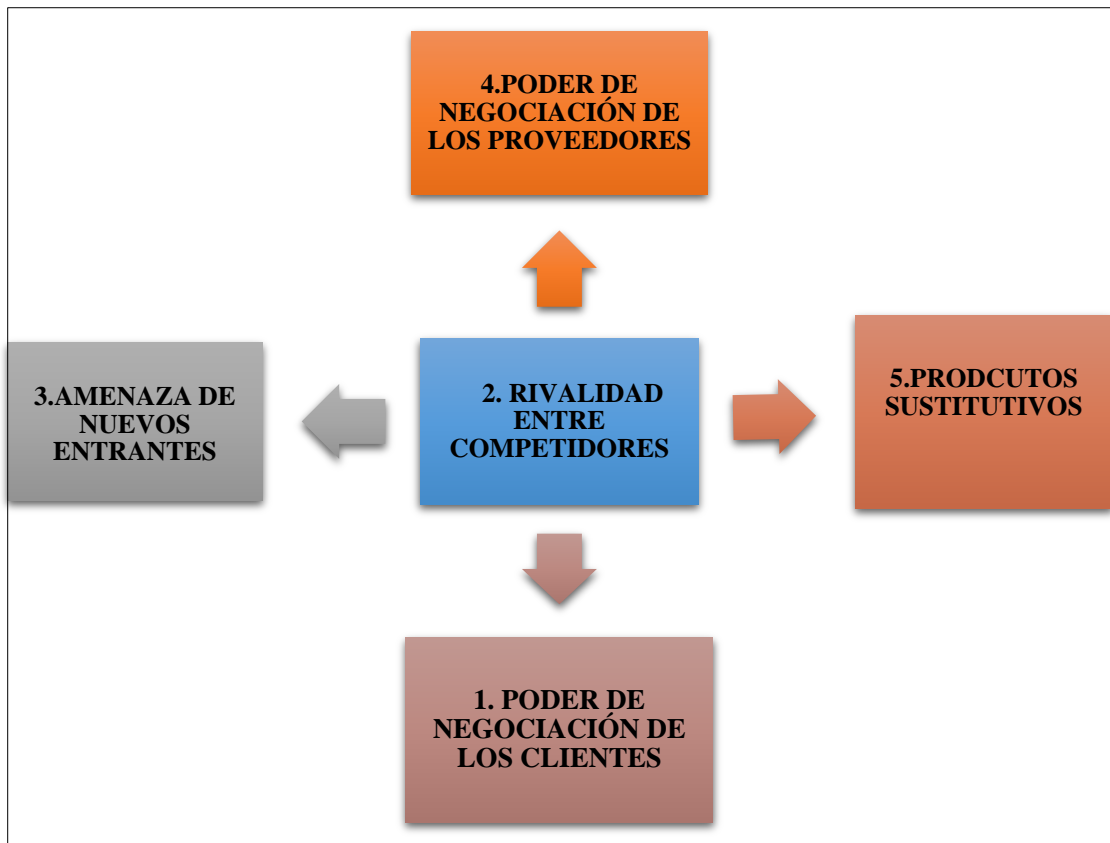 4.PODER DE
NEGOCIACIÓN DE
LOS PROVEEDORES
3.AMENAZA DE
NUEVOS
ENTRANTES
2. RIVALIDAD
ENTRE
COMPETIDORES
5.PRODCUTOS
SUSTITUTIVOS
1. PODER DE
NEGOCIACIÓN DE
LOS CLIENTES